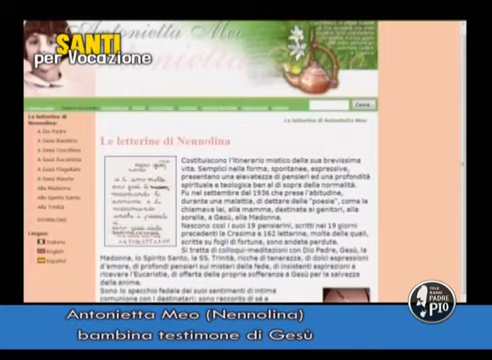 Antonietta Meo
SANTI
per Vocazione
Cerca
Le letterine di Antonietta Meo
Le letterine di
Nennolina:
A Dio Padre
A Gesù Bambino
A Gesù Crocifisso
A Gesù Eucaristia
A Gesù Flagellato
A Gesù Risorto
Alla Madonna
Allo Spirito Santo
Alla Trinità
DOWNLOAD
Lingua:
Italiano
English
Español
Le letterine di Nennolina
Costituiscono l'itinerario mistico della sua brevissima
vita. Semplici nella forma, spontanee, espressive,
presentano una elevatezza di pensieri ed una profondità
spirituale e teologica ben al di sopra della normalità.
Fu nel settembre del 1936 che prese l'abitudine,
durante una malattia, di dettare delle "poesie", come le
chiamava lei, alla mamma, destinate ai genitori, alla
sorella, a Gesù, alla Madonna.
Nascono così i suoi 19 pensierini, scritti nei 19 giorni
precedenti la Cresima e 162 letterine, molte delle quali,
scritte su fogli di fortuna, sono andate perdute.
Si tratta di colloqui-meditazioni con Dio Padre, Gesù, la
Madonna, lo Spirito Santo, la SS. Trinità, ricche di tenerezze, di dolci espressioni
d'amore, di profondi pensieri sui misteri della fede, di insistenti aspirazioni a
ricevere l'Eucaristia, di offerta delle proprie sofferenze a Gesù per la salvezza
delle anime.
Sono lo specchio fedele dei suoi sentimenti di intima
comunione con i destinatari: sono racconto di sé a
Antonietta Meo (Nennolina)
bambina testimone di Gesù
TELE
RADIO
PADRE
PIO